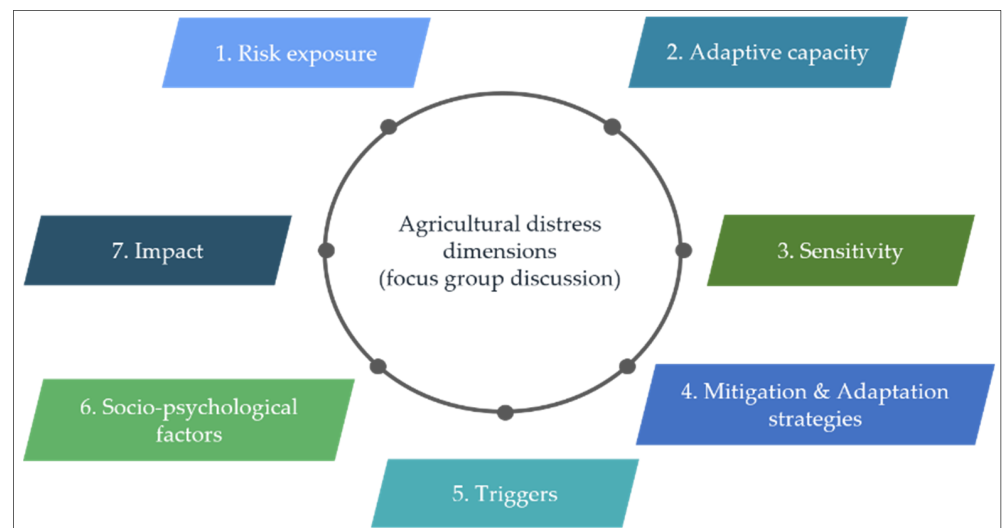 1. Risk exposure
2. Adaptive capacity
Agricultural distress
dimensions
(focus group discussion)
7. Impact
3. Sensitivity
6. Socio-psychological
factors
4. Mitigation & Adaptation
strategies
5. Triggers